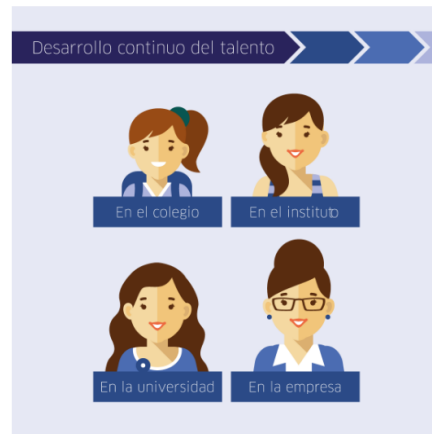 Desarrollo continuo del talento
En el colegio
En el instituto
En la universidad
En la empresa